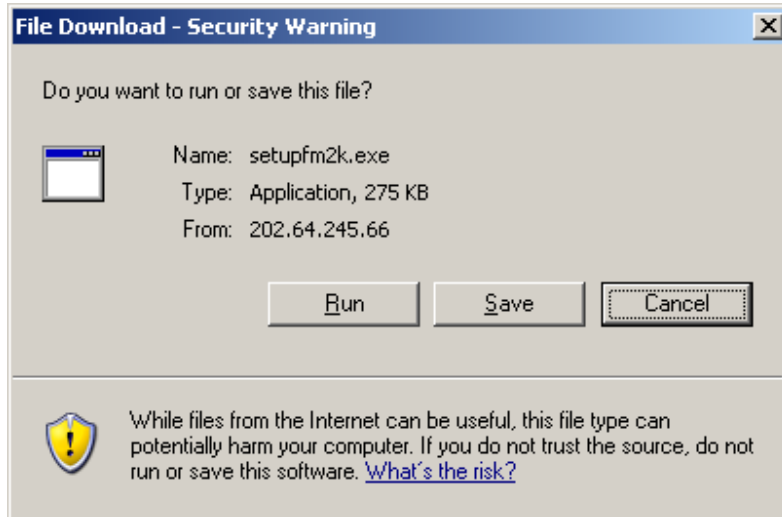 File Download - Security Warning
Do you want to run or save this file?
Name: setupfm2k.exe
Type: Application, 275 KB
From: 202.64.245.66
Run Save Cancel
While files from the Internet can be useful, this file type can
potentially harm your computer. If you do not trust the source, do not
run or save this software. What´s the risk?